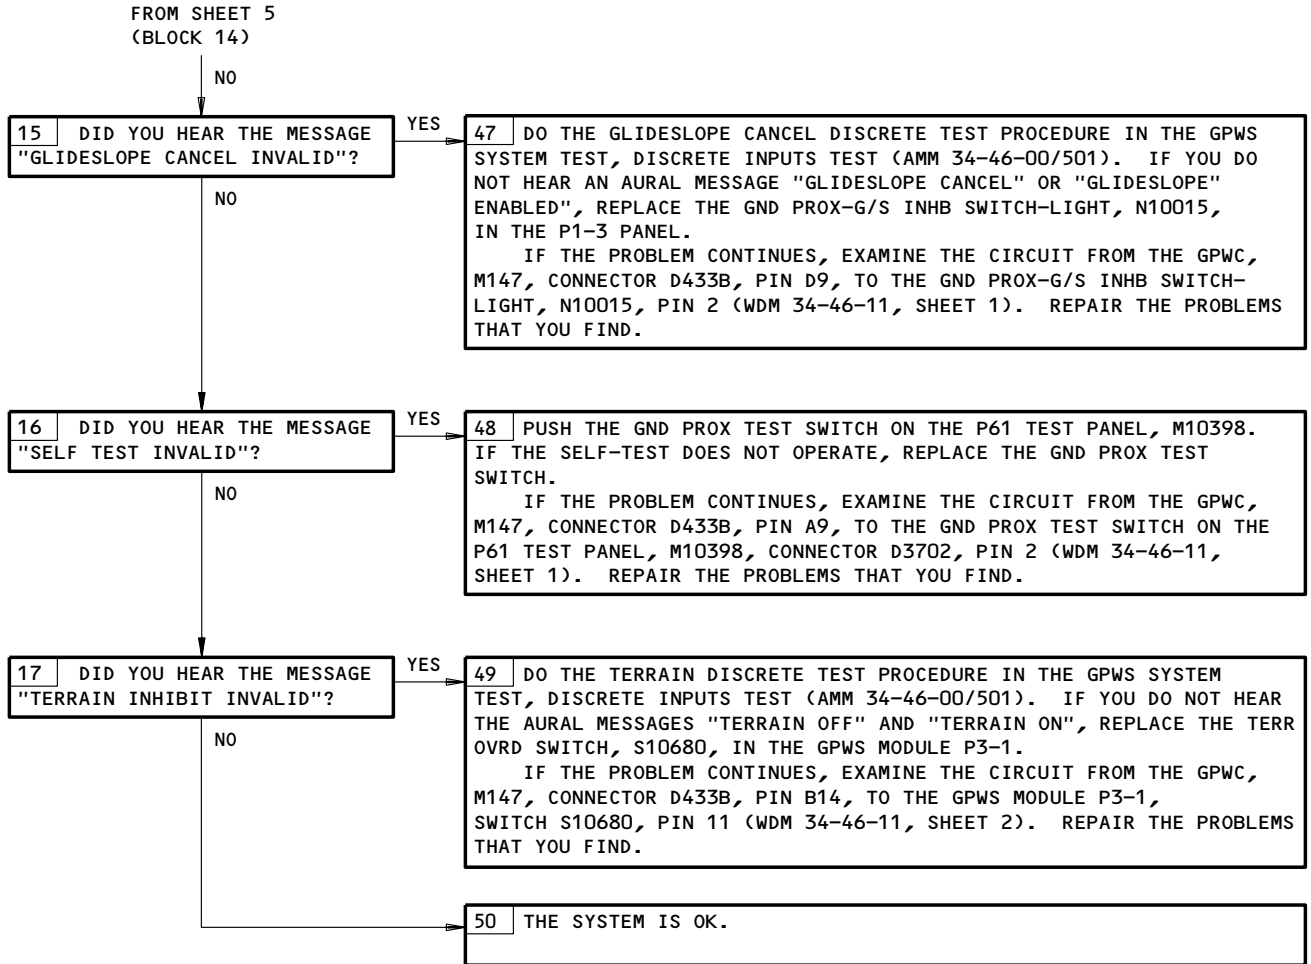 FROM SHEET 5
(BLOCK 14)
NO
15 DID YOU HEAR THE MESSAGE
"GLIDESLOPE CANCEL INVALID"?
YES
NO
47 DO THE GLIDESLOPE CANCEL DISCRETE TEST PROCEDURE IN THE GPWS
SYSTEM TEST, DISCRETE INPUTS TEST (AMM 34-46-00/501). IF YOU DO
NOT HEAR AN AURAL MESSAGE "GLIDESLOPE CANCEL" OR "GLIDESLOPE"
ENABLED", REPLACE THE GND PROX-G/S INHB SWITCH-LIGHT, N10015,
IN THE P1-3 PANEL.
IF THE PROBLEM CONTINUES, EXAMINE THE CIRCUIT FROM THE GPWC,
M147, CONNECTOR D433B, PIN D9, TO THE GND PROX-G/S INHB SWITCH-
LIGHT, N10015, PIN 2 (WDM 34-46-11, SHEET 1). REPAIR THE PROBLEMS
THAT YOU FIND.
16 DID YOU HEAR THE MESSAGE
"SELF TEST INVALID"?
YES
NO
48 PUSH THE GND PROX TEST SWITCH ON THE P61 TEST PANEL, M10398.
IF THE SELF-TEST DOES NOT OPERATE, REPLACE THE GND PROX TEST
SWITCH.
IF THE PROBLEM CONTINUES, EXAMINE THE CIRCUIT FROM THE GPWC,
M147, CONNECTOR D433B, PIN A9, TO THE GND PROX TEST SWITCH ON THE
P61 TEST PANEL, M10398, CONNECTOR D3702, PIN 2 (WDM 34-46-11,
SHEET 1). REPAIR THE PROBLEMS THAT YOU FIND.
17 DID YOU HEAR THE MESSAGE
"TERRAIN INHIBIT INVALID"?
YES
NO
49 DO THE TERRAIN DISCRETE TEST PROCEDURE IN THE GPWS SYSTEM
TEST, DISCRETE INPUTS TEST (AMM 34-46-00/501). IF YOU DO NOT HEAR
THE AURAL MESSAGES "TERRAIN OFF" AND "TERRAIN ON", REPLACE THE TERR
OVRD SWITCH, S10680, IN THE GPWS MODULE P3-1.
IF THE PROBLEM CONTINUES, EXAMINE THE CIRCUIT FROM THE GPWC,
M147, CONNECTOR D433B, PIN B14, TO THE GPWS MODULE P3-1,
SWITCH S10680, PIN 11 (WDM 34-46-11, SHEET 2). REPAIR THE PROBLEMS
THAT YOU FIND.
50 THE SYSTEM IS OK.